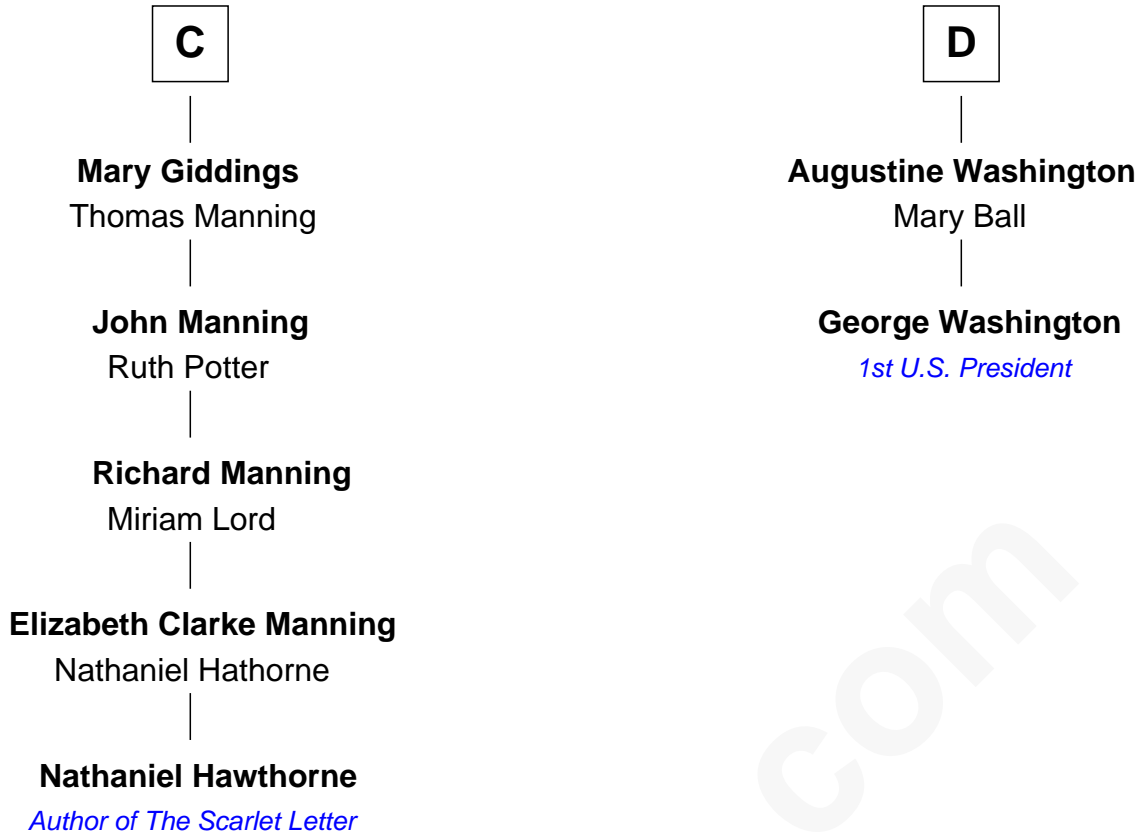 C
Mary Giddings
Thomas Manning
John Manning
Ruth Potter
Richard Manning
Miriam Lord
Elizabeth Clarke Manning
Nathaniel Hathorne
Nathaniel Hawthorne
Author of The Scarlet Letter
D
Augustine Washington
Mary Ball
George Washington
1st U.S. President
com